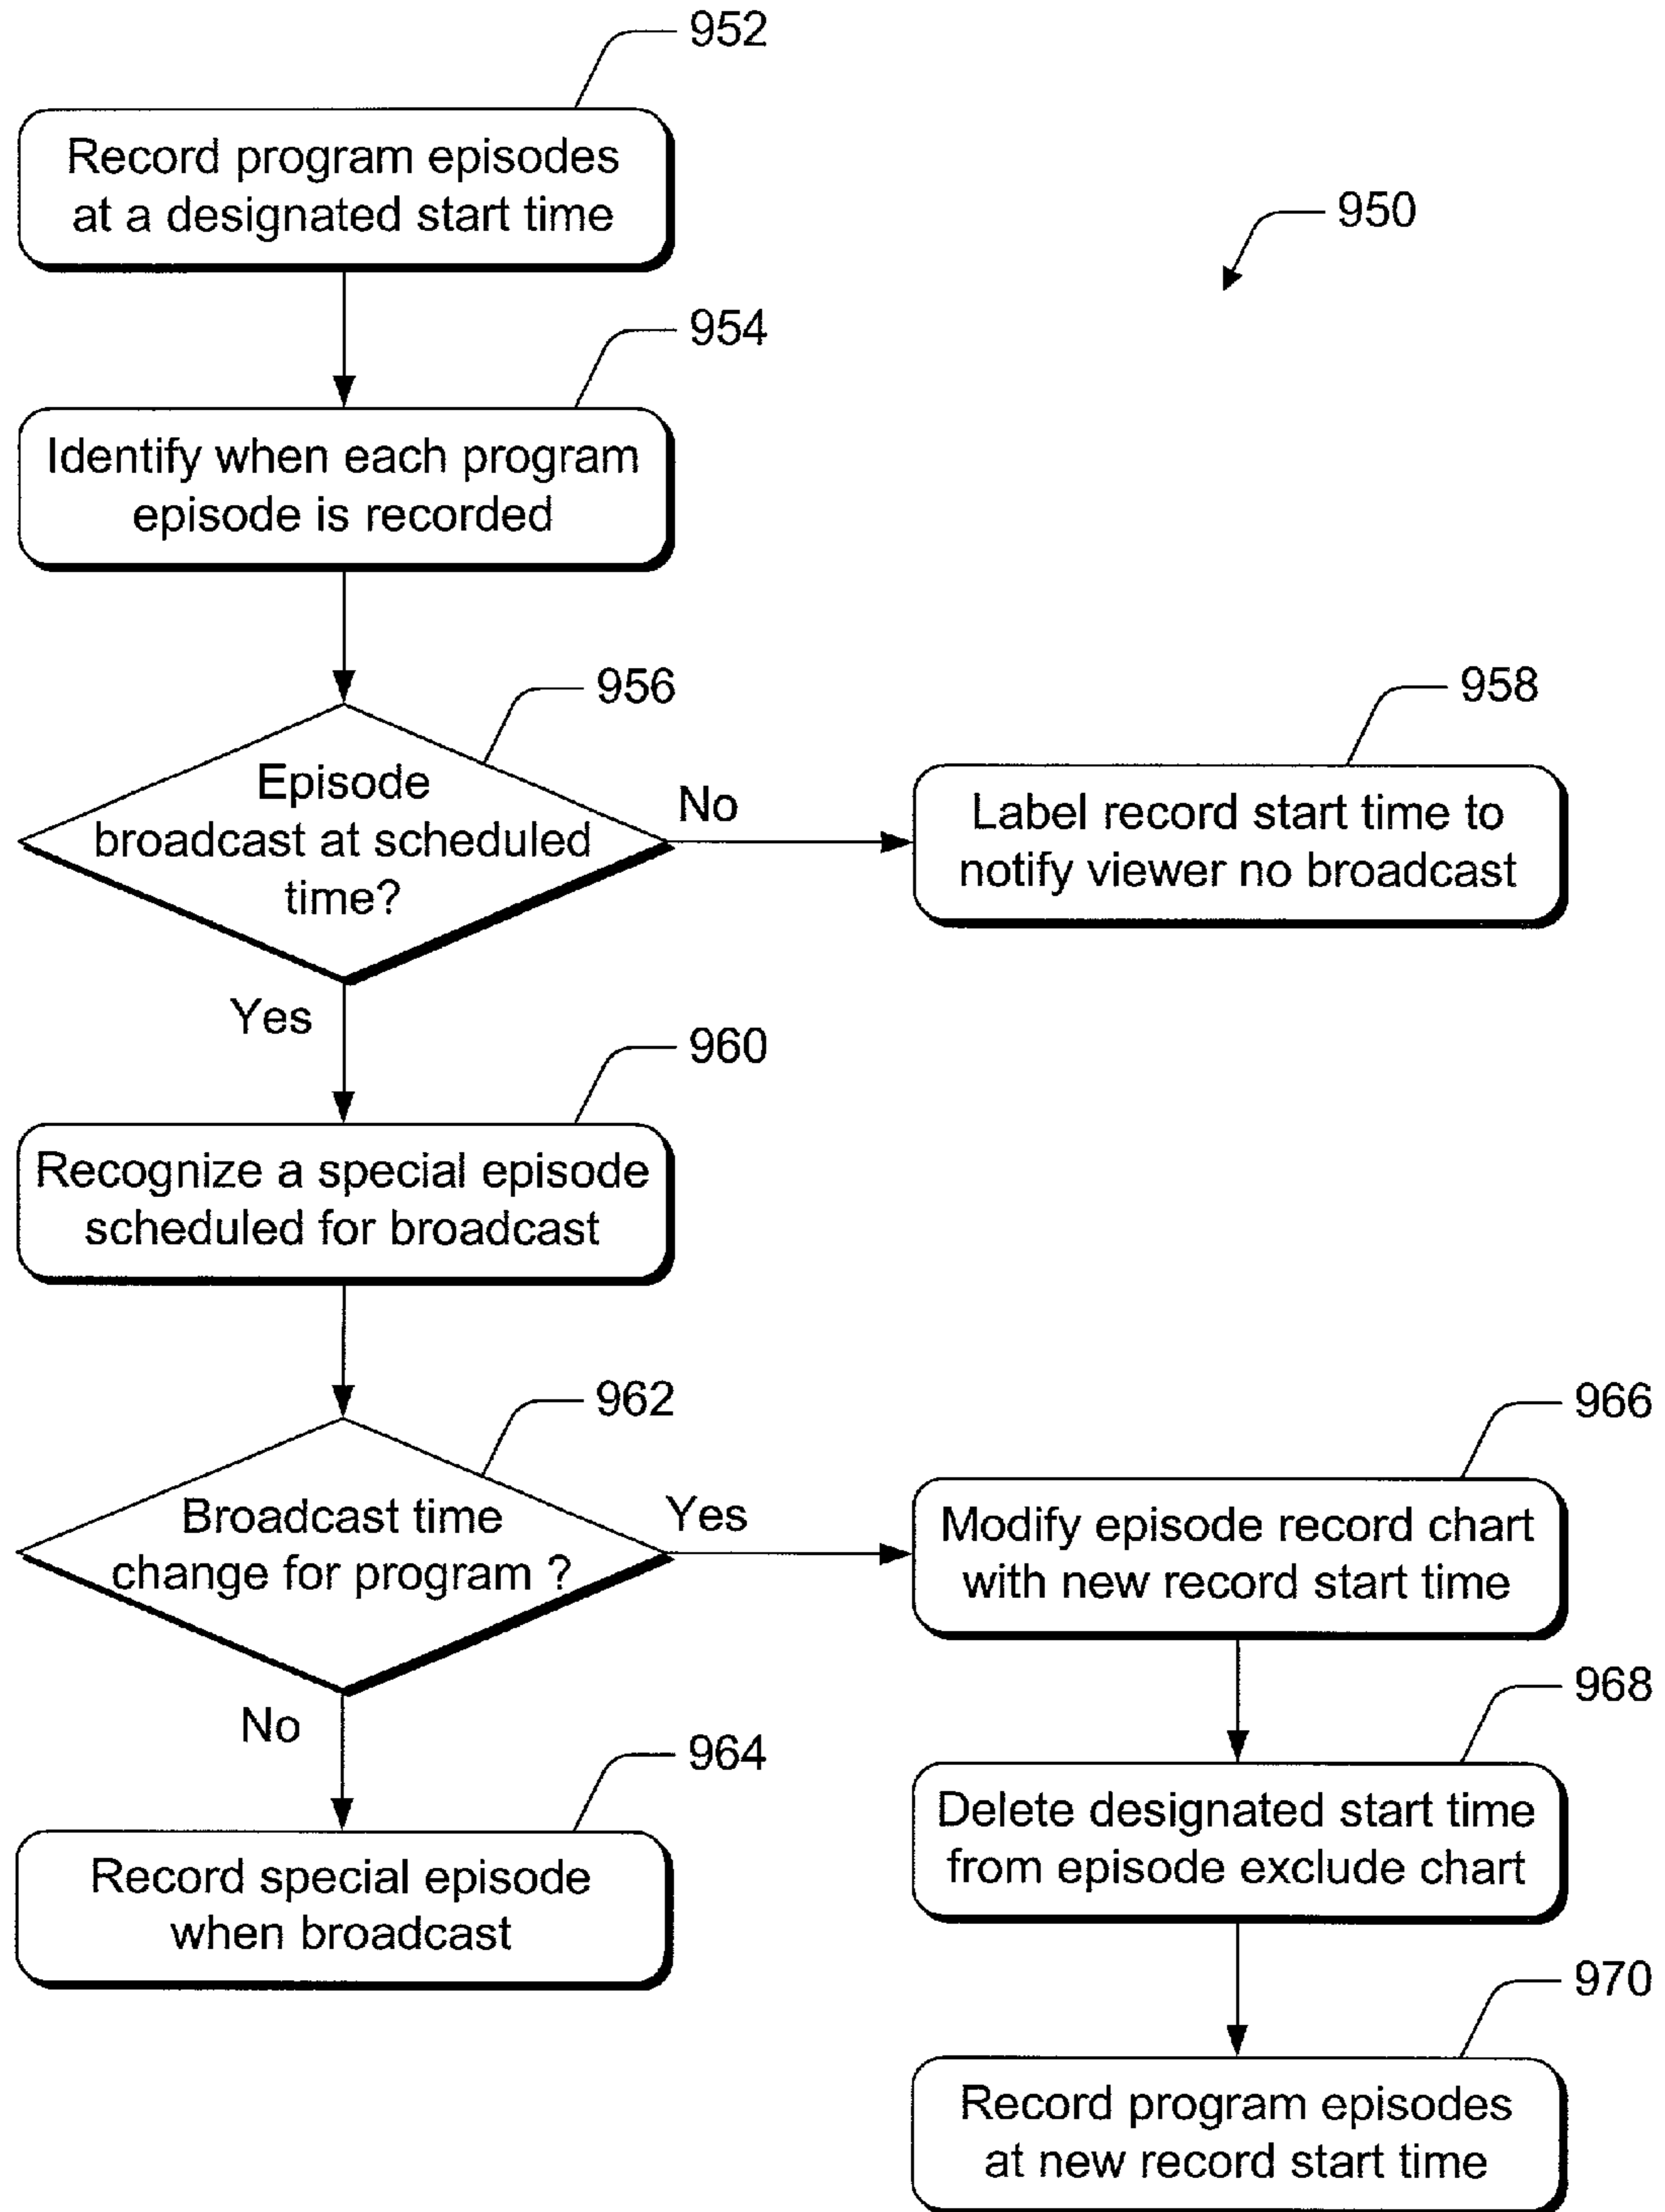 952
Record program episodes
at a designated start time
950
954
Identify when each program
episode is recorded
956
Episode
broadcast at scheduled
time?
No
958
Label record start time to
notify viewer no broadcast
Yes
960
Recognize a special episode
scheduled for broadcast
962
Broadcast time
change for program ?
Yes
966
Modify episode record chart
with new record start time
No
964
Record special episode
when broadcast
968
Delete designated start time
from episode exclude chart
970
Record program episodes
at new record start time